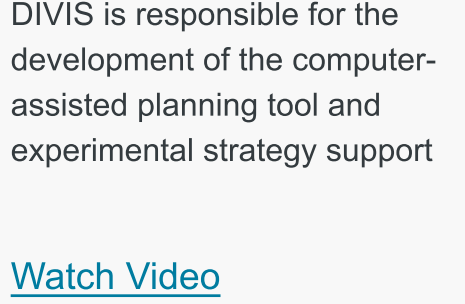 DIVIS is responsible for the
development of the computer-
assisted planning tool and
experimental strategy support
Watch Video